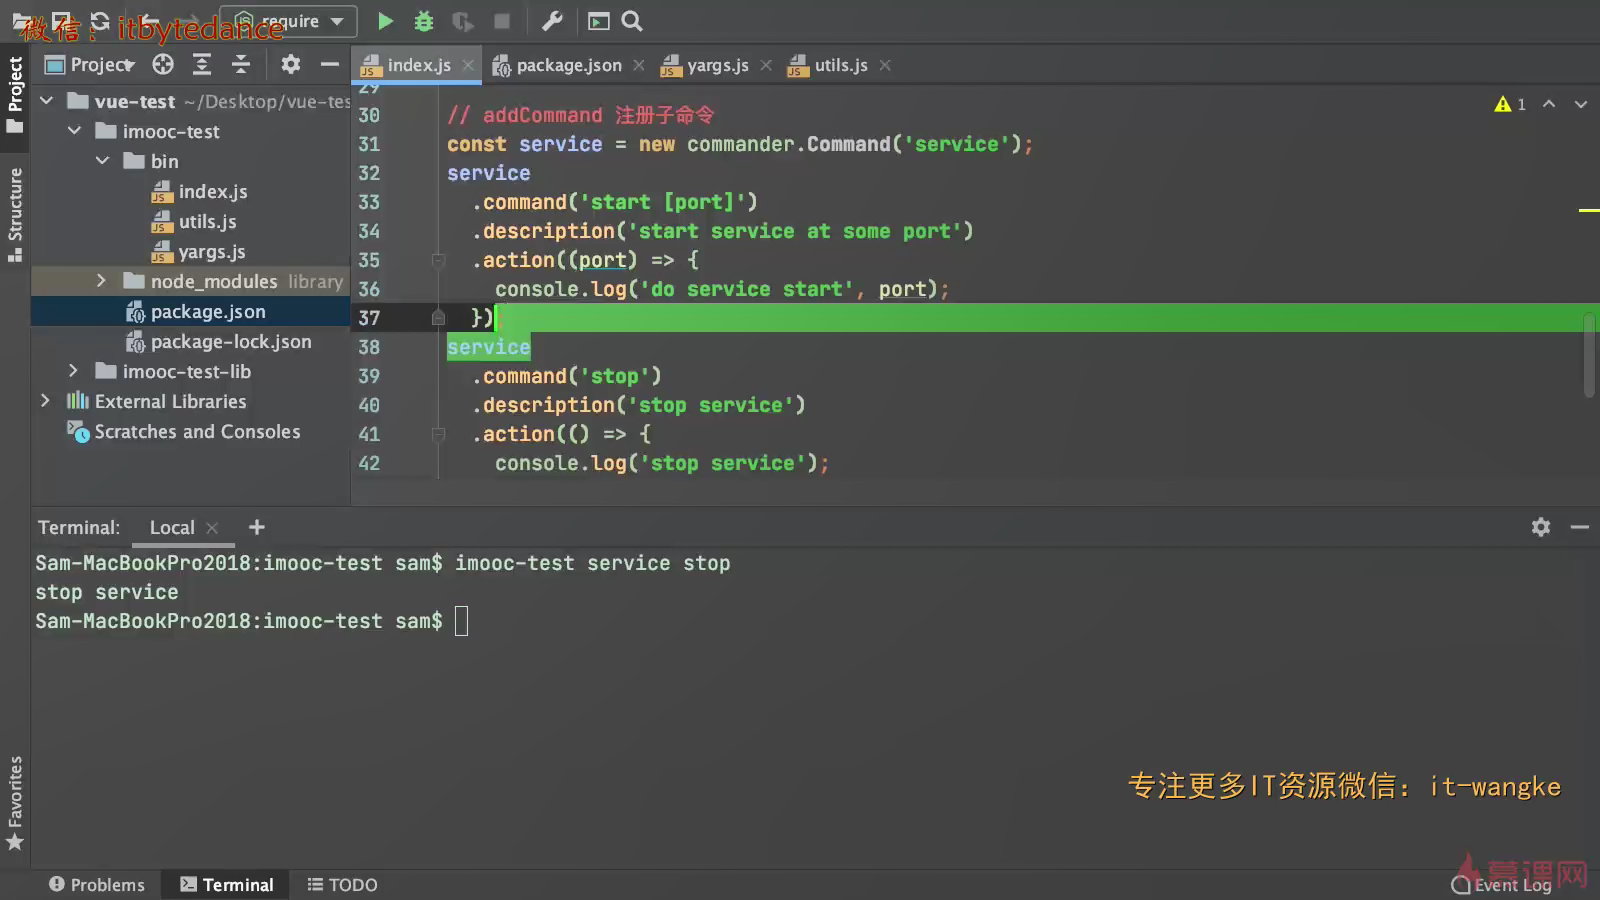 微信：itbytedance
require
Project
index.js
package.json
yargs.js
utils.js
Project
Structure
Favorites
vue-test ~/Desktop/vue-tes
imooc-test
bin
index.js
utils.js
yargs.js
node_modules library
package.json
package-lock.json
imooc-test-lib
External Libraries
Scratches and Consoles
1
29
30 // addCommand 注册子命令
31 const service = new commander.Command('service');
32 service
33 .command('start [port]')
34 .description('start service at some port')
35 .action((port) => {
36 console.log('do service start', port);
37 })
38 service
39 .command('stop')
40 .description('stop service')
41 .action(() => {
42 console.log('stop service');
Terminal: Local
Sam-MacBookPro2018:imooc-test sam$ imooc-test service stop
stop service
Sam-MacBookPro2018:imooc-test sam$
专注更多IT资源微信：it-wangke
慕课网
Problems
Terminal
TODO
Event Log